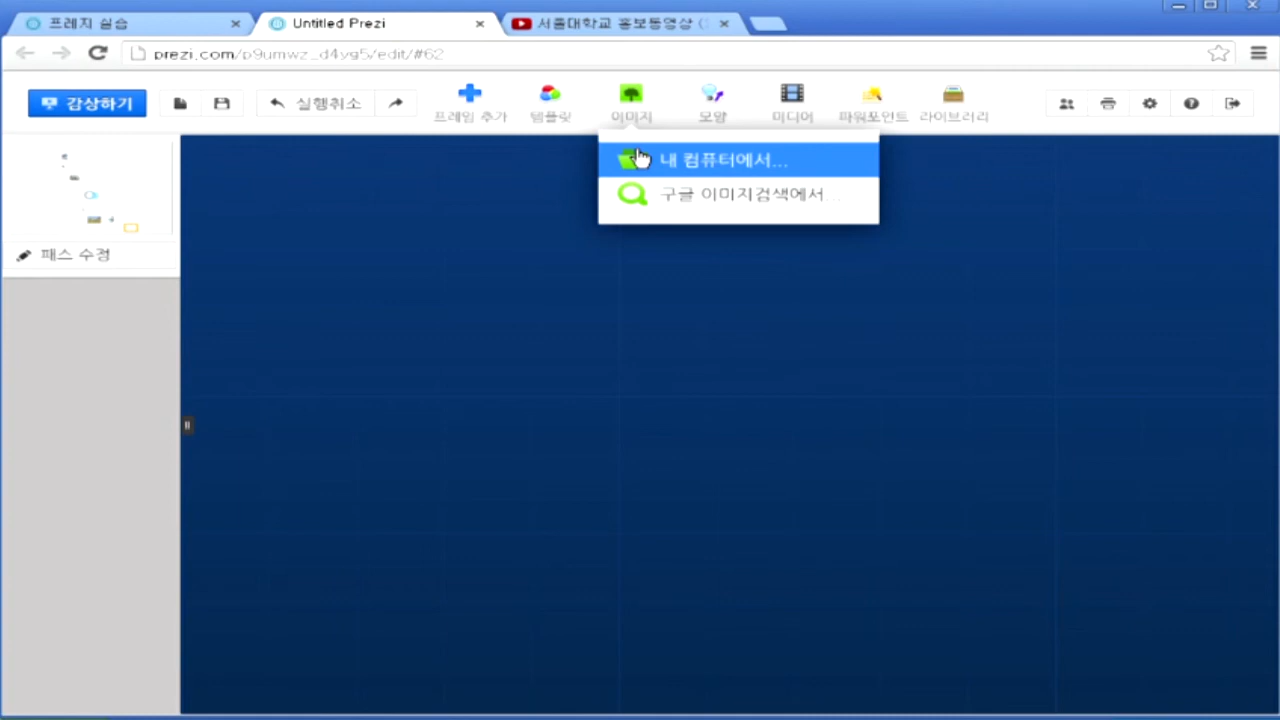 프레지 실습
Untitled Prezi
서울대학교 홍보동영상 (
prezi.com/p9umwz_d4yg5/edit/#62
감상하기
실행취소
프레임 추가
템플릿
이미지
모양
미디어
파워포인트
라이브러리
내 컴퓨터에서...
구글 이미지검색에서...
패스 수정